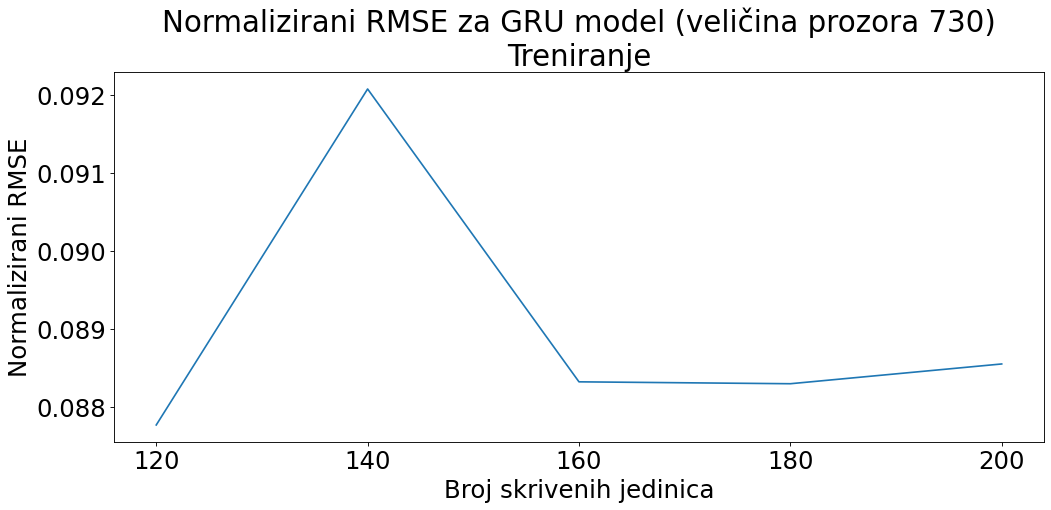 Normalizirani RMSE za GRU model (veličina prozora 730)
Treniranje
Normalizirani RMSE
0.092
0.091
0.090
0.089
0.088
120 140 160 180 200
Broj skrivenih jedinica